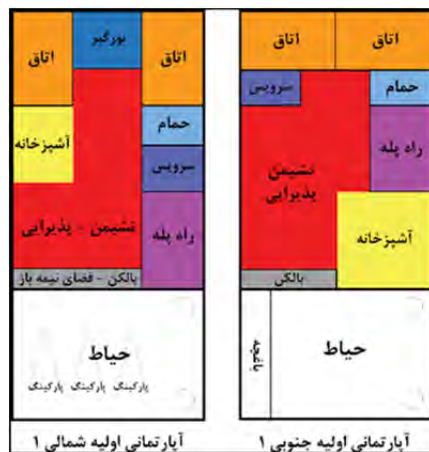 اتاق اتاق
سرویس حمام
نشیمن
پذیرایی
راه پله
آشپزخانه
بالکن
حیاط
باغچه
آپارتمانی اولیه جنوبی ۱
نورگیر
اتاق اتاق
حمام
آشپزخانه
سرویس
نشیمن - پذیرایی
راه پله
بالکن - فضای نیمه باز
حیاط
پارکینگ پارکینگ پارکینگ
آپارتمانی اولیه شمالی ۱